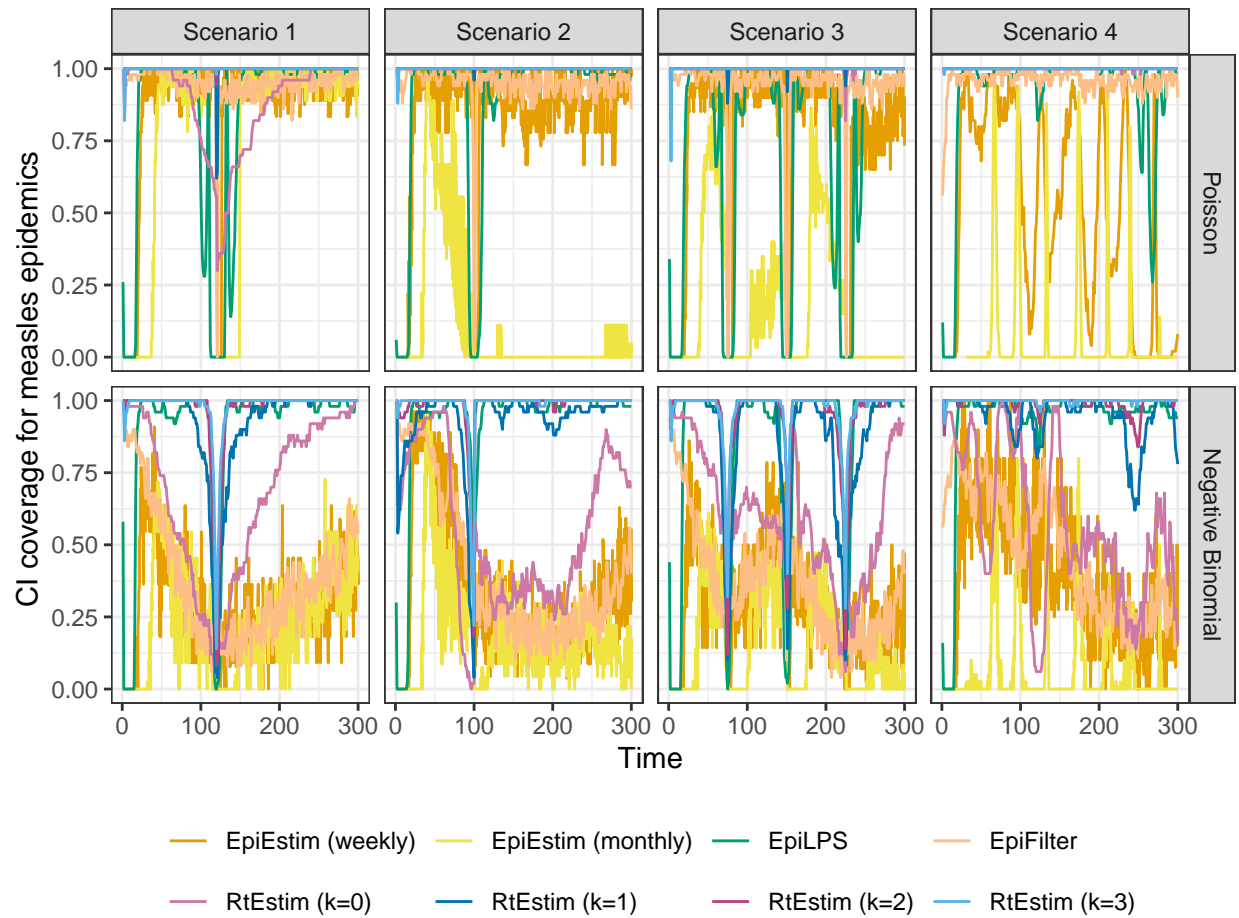 Scenario 1 Scenario 2 Scenario 3 Scenario 4
CI coverage for measles epidemics
1.00
0.75
0.50
0.25
0.00
Poisson
1.00
0.75
0.50
0.25
0.00
Negative Binomial
0 100 200 300 0 100 200 300 0 100 200 300 0 100 200 300
Time
EpiEstim (weekly) EpiEstim (monthly) EpiLPS EpiFilter
RtEstim (k=0) RtEstim (k=1) RtEstim (k=2) RtEstim (k=3)